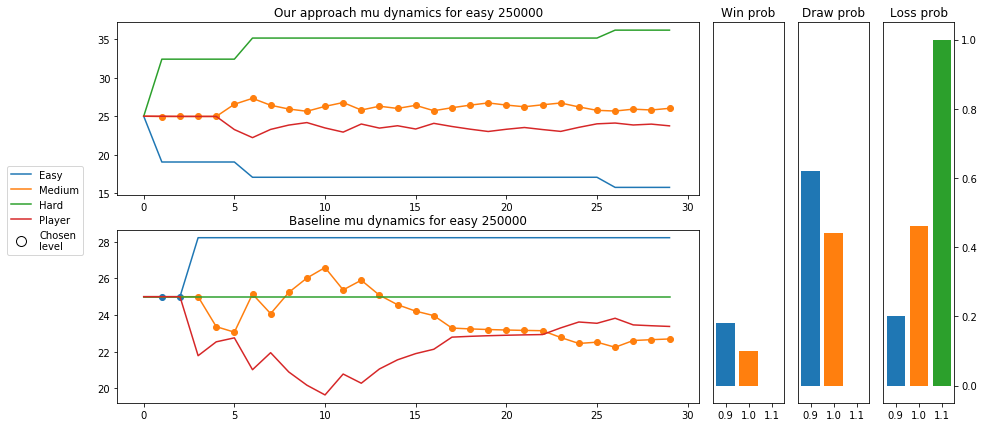 Our approach mu dynamics for easy 250000
Win prob
Draw prob
Loss prob
35
30
25
20
15
0 5 10 15 20 25 30
Easy
Medium
Hard
Player
Chosen
level
Baseline mu dynamics for easy 250000
28
26
24
22
20
0 5 10 15 20 25 30
0.9 1.0 1.1
0.9 1.0 1.1
0.9 1.0 1.1
1.0
0.8
0.6
0.4
0.2
0.0